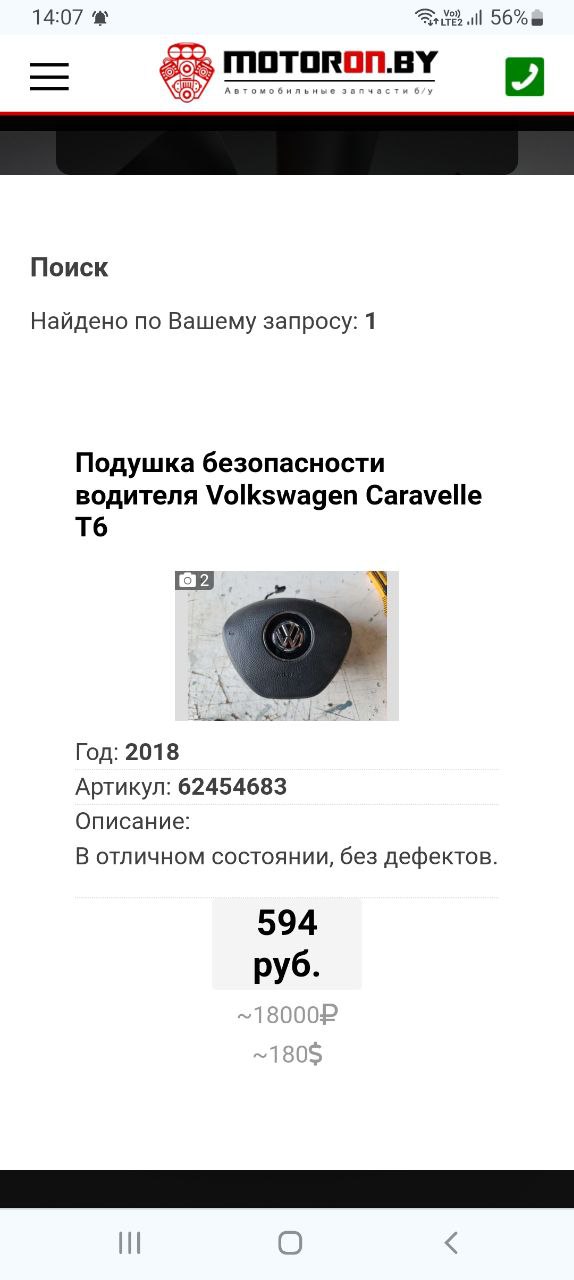 14:07
Vo)) LTE2 56%
MOTORON.BY
Автомобильные запчасти б/у
Поиск
Найдено по Вашему запросу: 1
Подушка безопасности
водителя Volkswagen Caravelle
T6
2
Год: 2018
Артикул: 62454683
Описание:
В отличном состоянии, без дефектов.
594
руб.
~18000₽
~180$